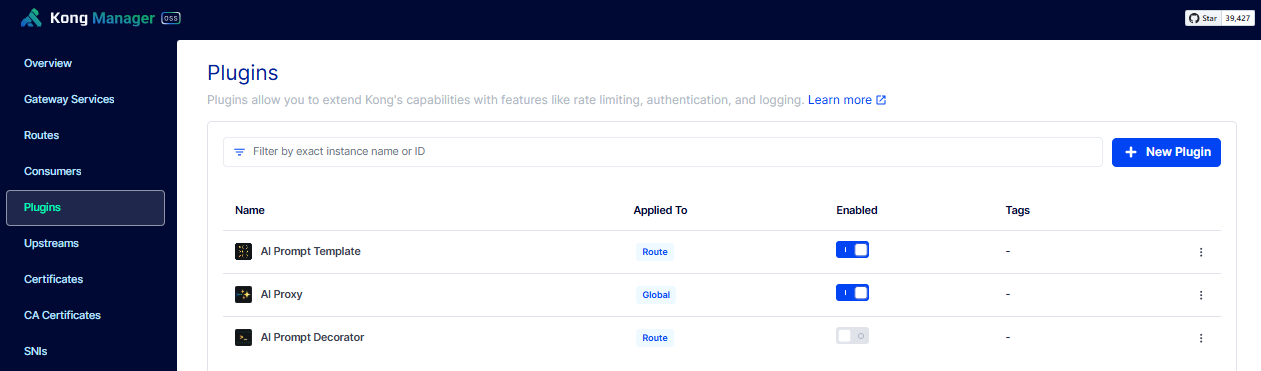 Kong Manager OSS
Star 39,427
Overview
Gateway Services
Routes
Consumers
Plugins
Upstreams
Certificates
CA Certificates
SNIs
Plugins
Plugins allow you to extend Kong's capabilities with features like rate limiting, authentication, and logging. Learn more
Filter by exact instance name or ID
+ New Plugin
Name Applied To Enabled Tags
AI Prompt Template Route -
AI Proxy Global -
>_ AI Prompt Decorator Route -